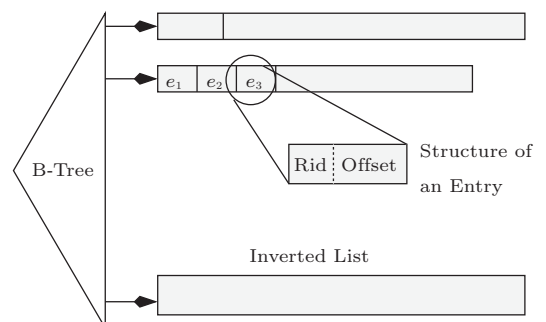 e₁ e₂ e₃
B-Tree
Rid Offset
Structure of
an Entry
Inverted List